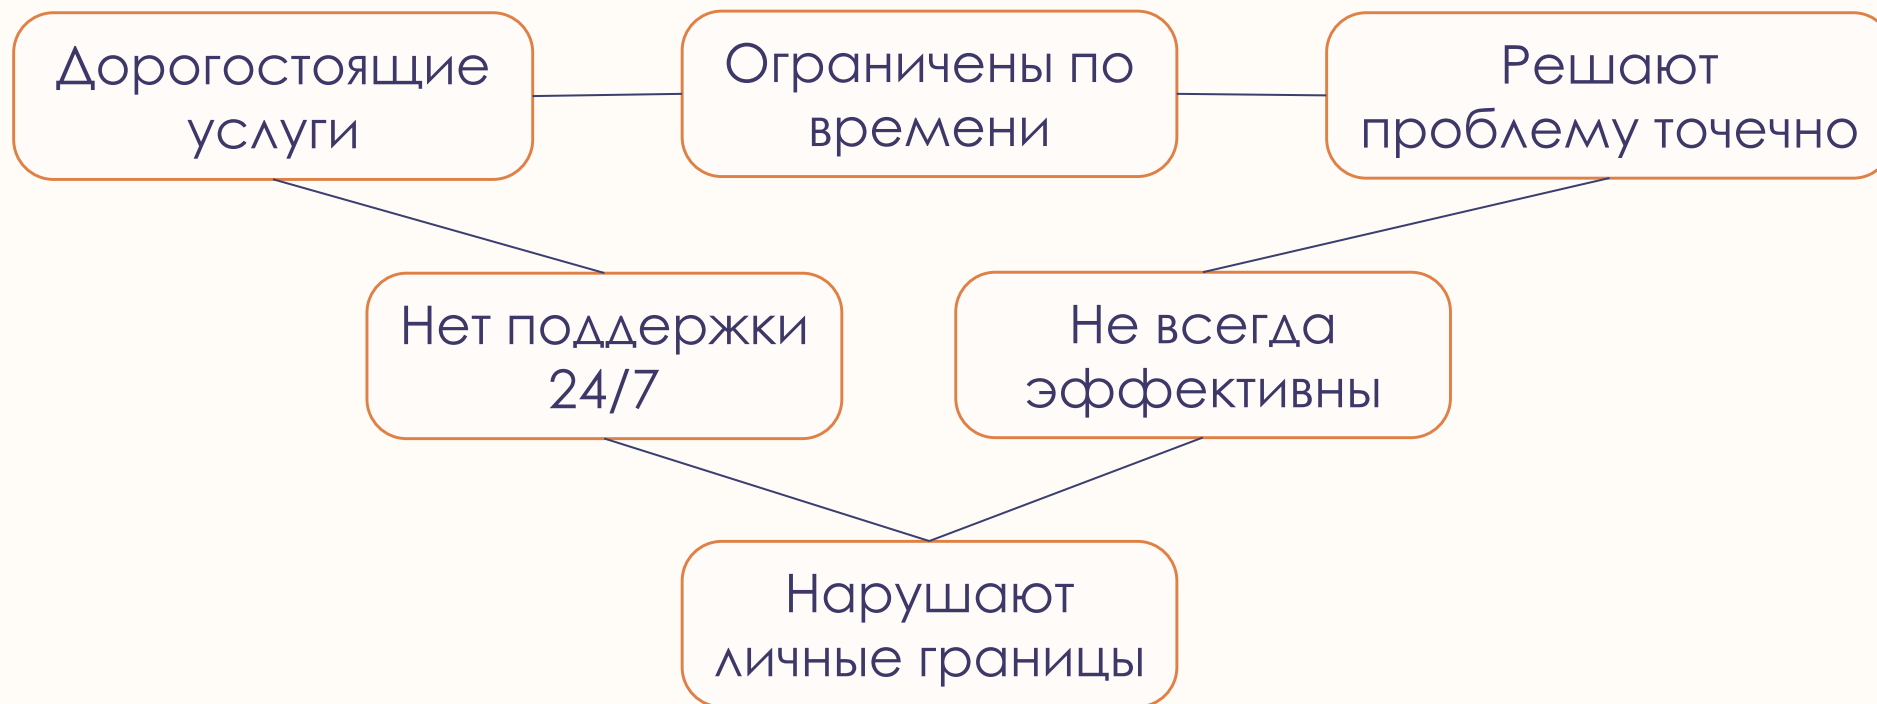 Дорогостоящие
услуги
Ограничены по
времени
Решают
проблему точечно
Нет поддержки
24/7
Не всегда
эффективны
Нарушают
личные границы